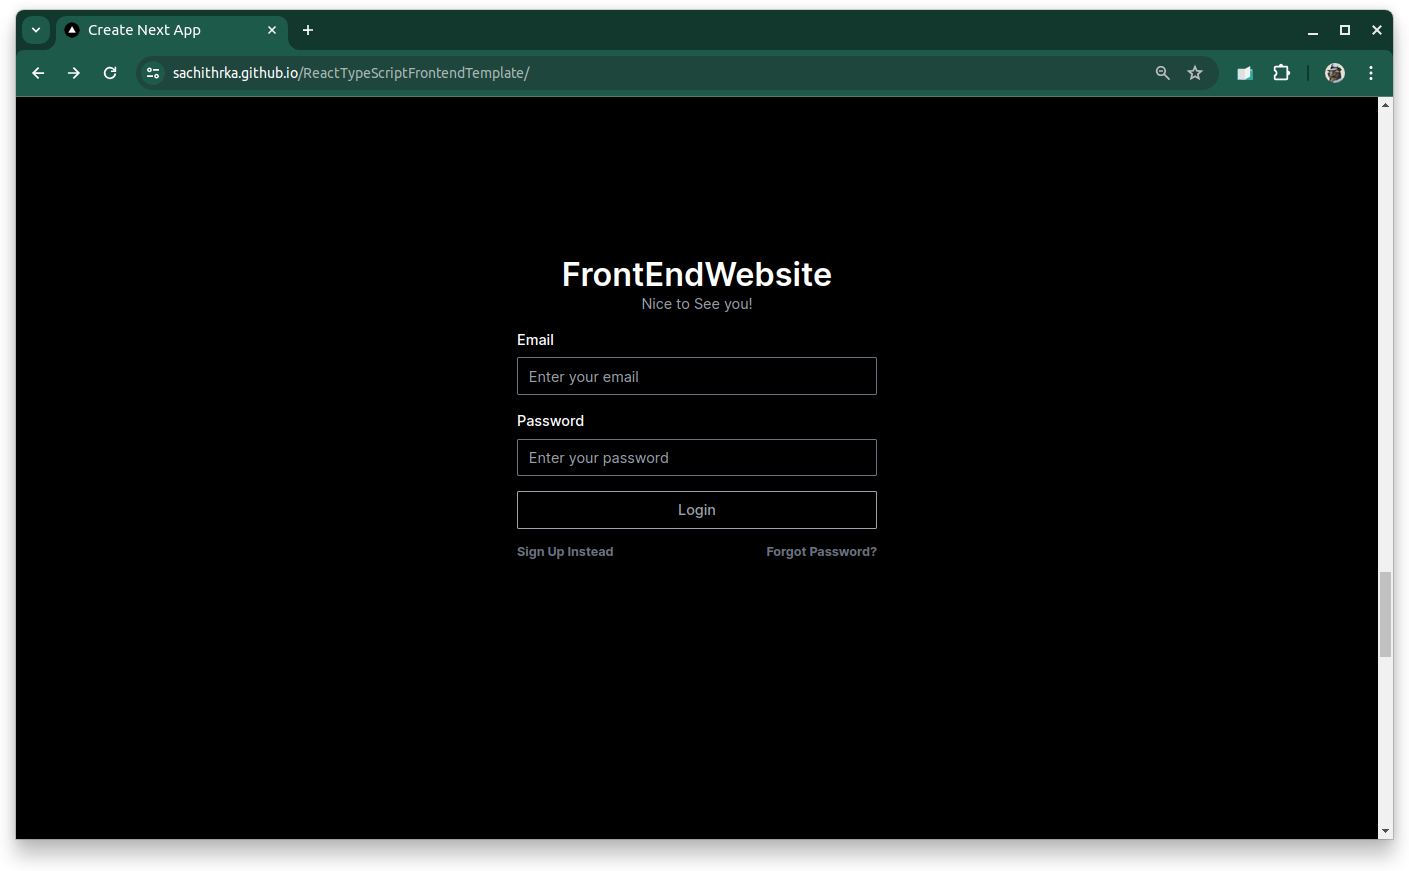 Create Next App
sachithrka.github.io/ReactTypeScriptFrontendTemplate/
FrontEndWebsite
Nice to See you!
Email
Enter your email
Password
Enter your password
Login
Sign Up Instead Forgot Password?